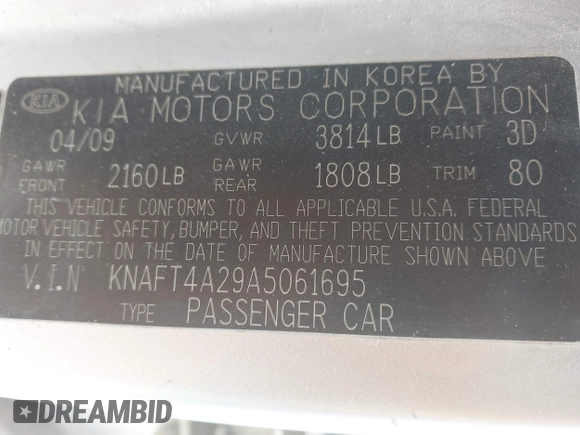 MANUFACTURED IN KOREA BY
KIA KIA MOTORS CORPORATION
04/09 GVWR 3814LB PAINT 3D
GAWR FRONT 2160LB GAWR REAR 1808LB TRIM 80
THIS VEHICLE CONFORMS TO ALL APPLICABLE U.S.A. FEDERAL
MOTOR VEHICLE SAFETY, BUMPER, AND THEFT PREVENTION STANDARDS
IN EFFECT ON THE DATE OF MANUFACTURE SHOWN ABOVE
V.I.N KNAFT4A29A5061695
TYPE PASSENGER CAR
DREAMBID